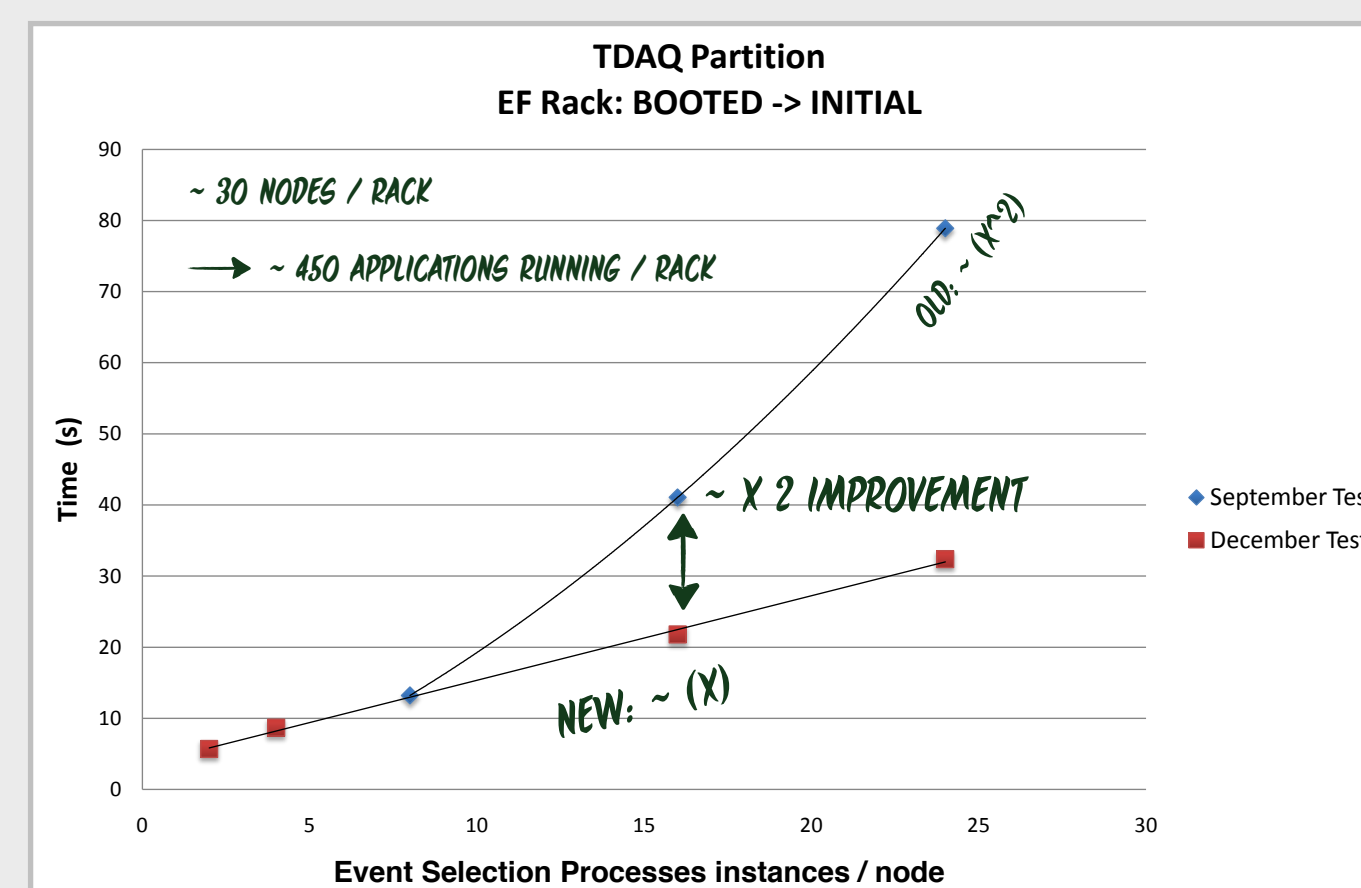 TDAQ Partition
EF Rack: BOOTED -> INITIAL
90
80
70
60
50
40
30
20
10
0
Time (s)
~ 30 NODES / RACK
~ 450 APPLICATIONS RUNNING / RACK
OLD: ~ (X^2)
~ X 2 IMPROVEMENT
NEW: ~ (X)
September Tes
December Test
0 5 10 15 20 25 30
Event Selection Processes instances / node